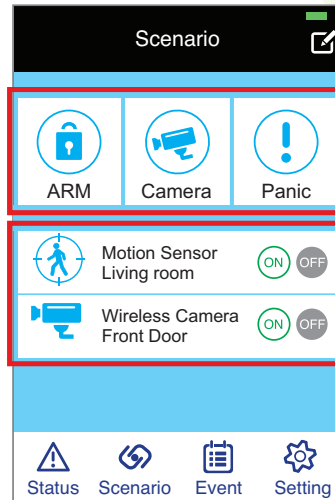 Scenario
ARM Camera Panic
Motion Sensor
Living room
ON OFF
Wireless Camera
Front Door
ON OFF
Status Scenario Event Setting